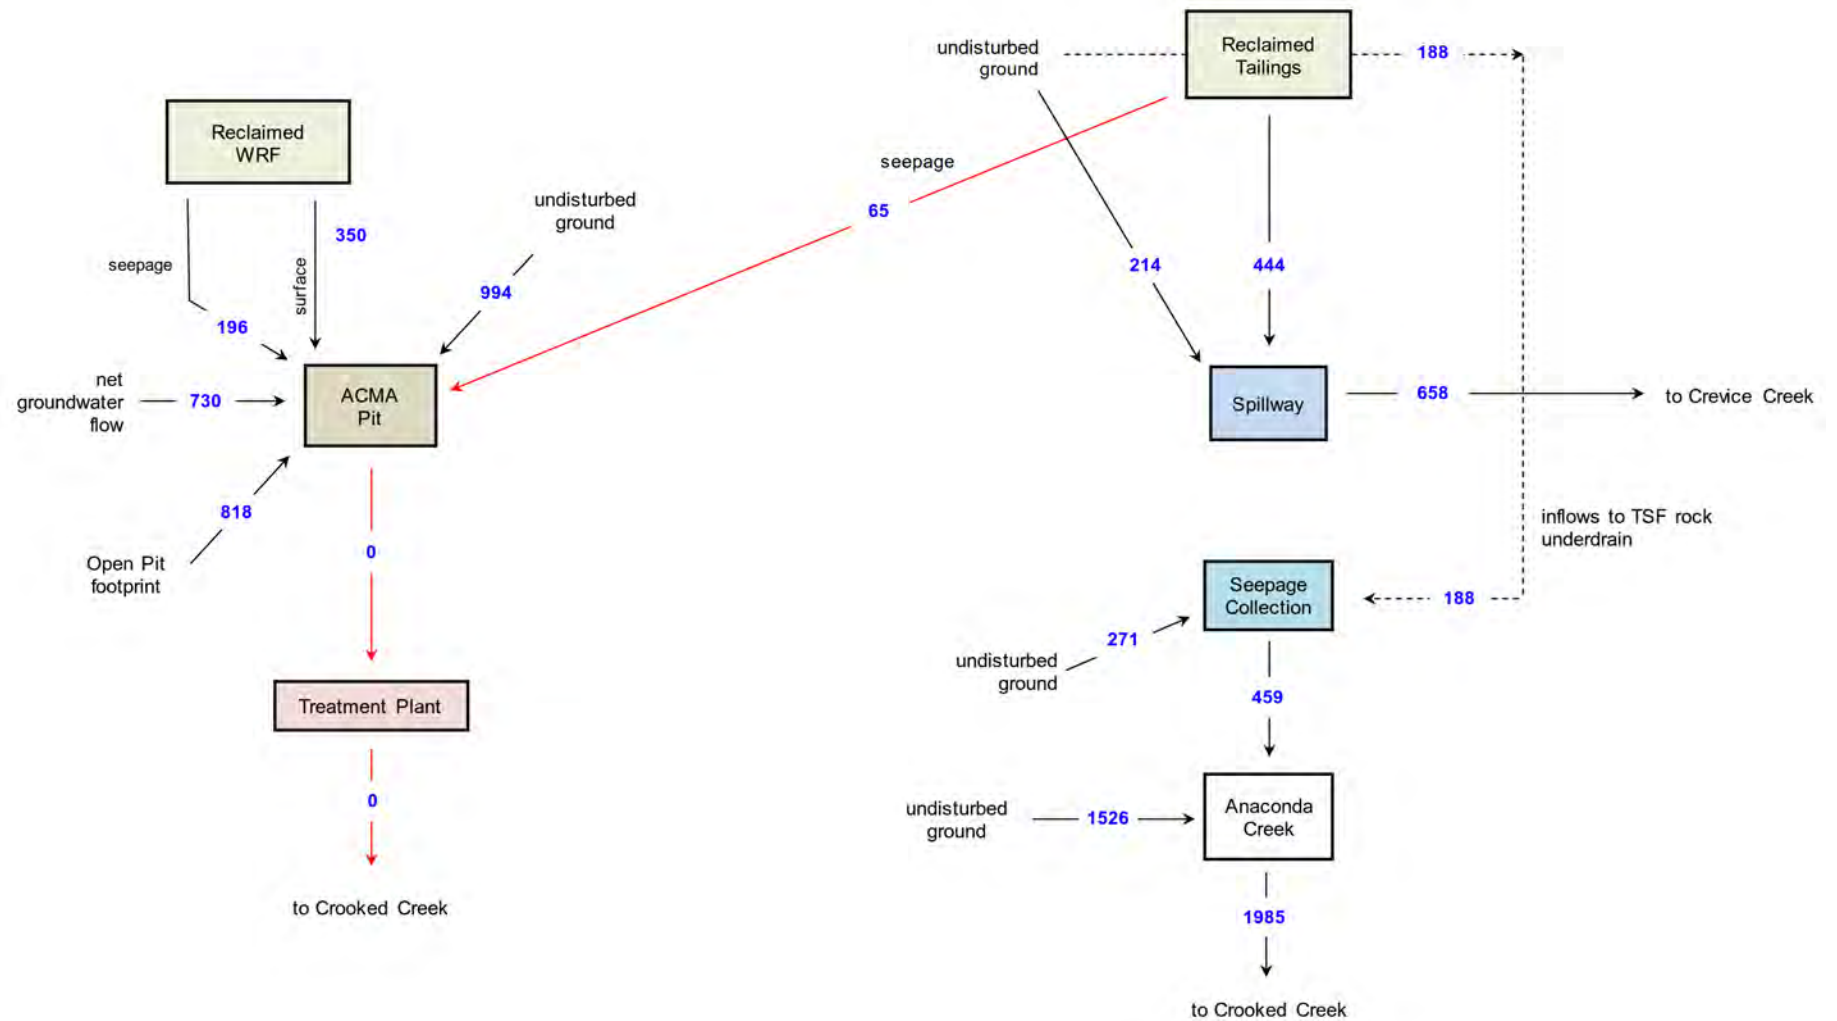 undisturbed
ground
Reclaimed
Tailings
188
Reclaimed
WRF
seepage
65
undisturbed
ground
350
seepage
surface
994
196
214
444
net
groundwater
flow
730
ACMA
Pit
Spillway
658
to Crevice Creek
818
Open Pit
footprint
0
inflows to TSF rock
underdrain
Seepage
Collection
188
271
undisturbed
ground
459
Treatment Plant
0
undisturbed
ground
1526
Anaconda
Creek
to Crooked Creek
1985
to Crooked Creek